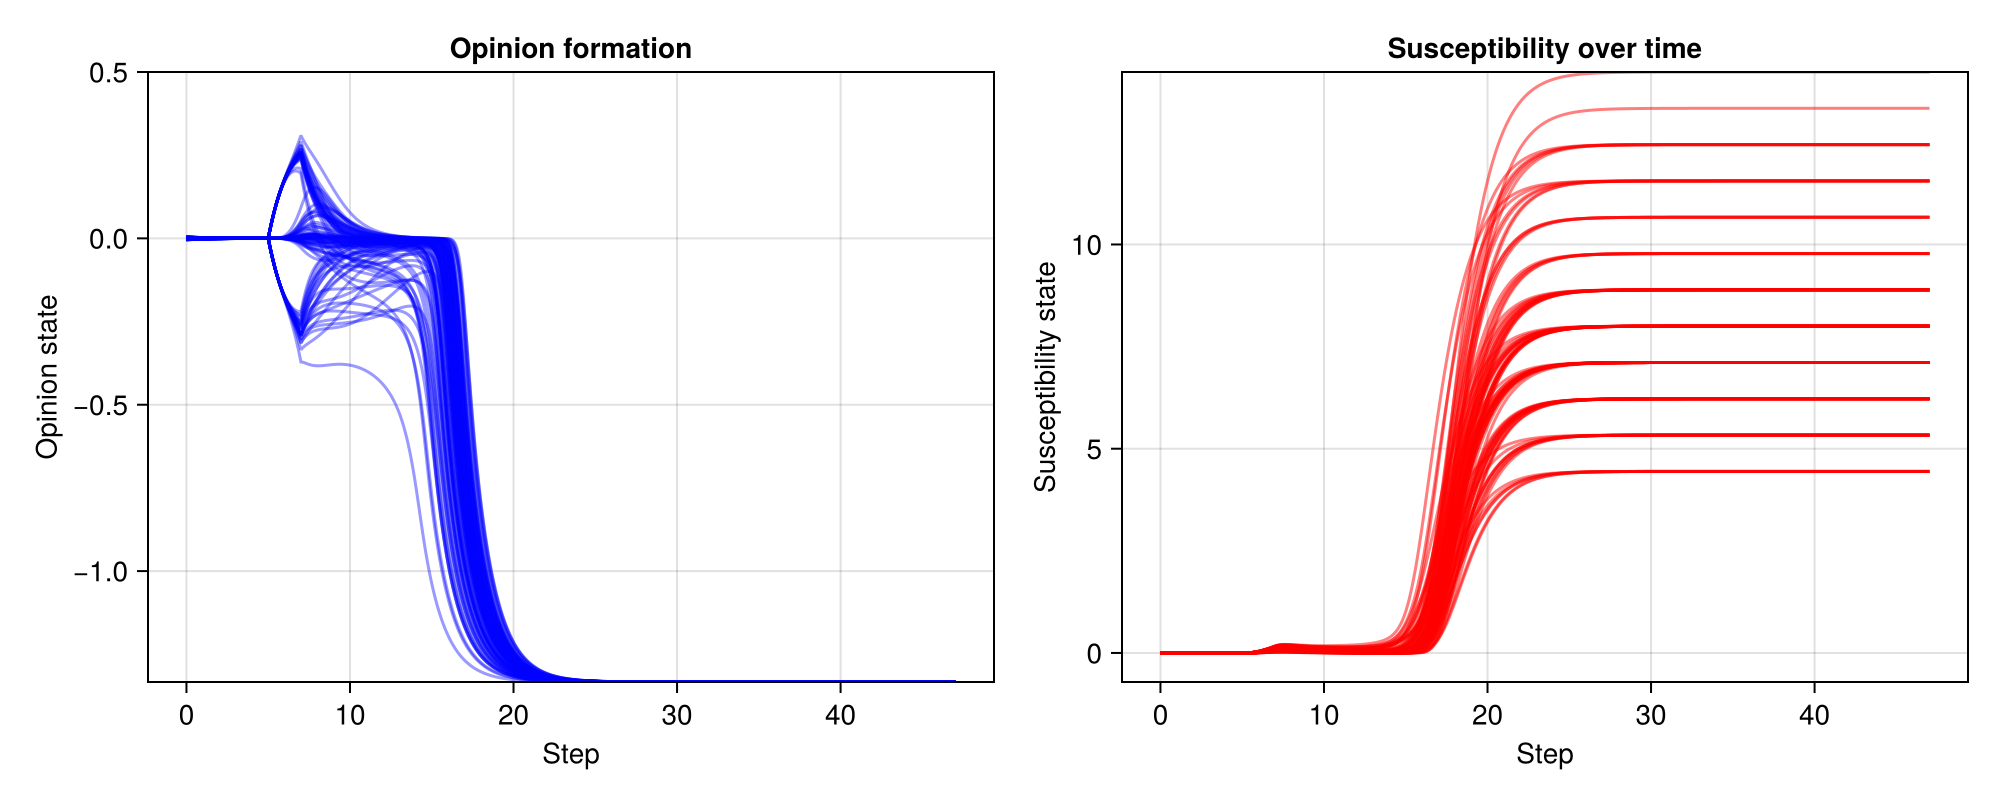 Opinion formation
0.5
0.0
−0.5
−1.0
Opinion state
0 10 20 30 40
Step
Susceptibility over time
10
5
0
Susceptibility state
0 10 20 30 40
Step